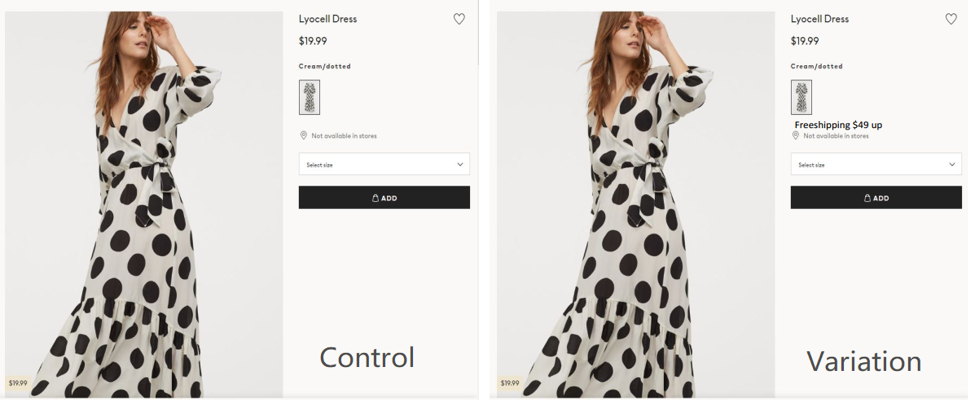 Lyocell Dress
$19.99
Cream/dotted
Not available in stores
Select size
ADD
Control
$19.99
Lyocell Dress
$19.99
Cream/dotted
Freeshipping $49 up
Not available in stores
Select size
ADD
Variation
$19.99